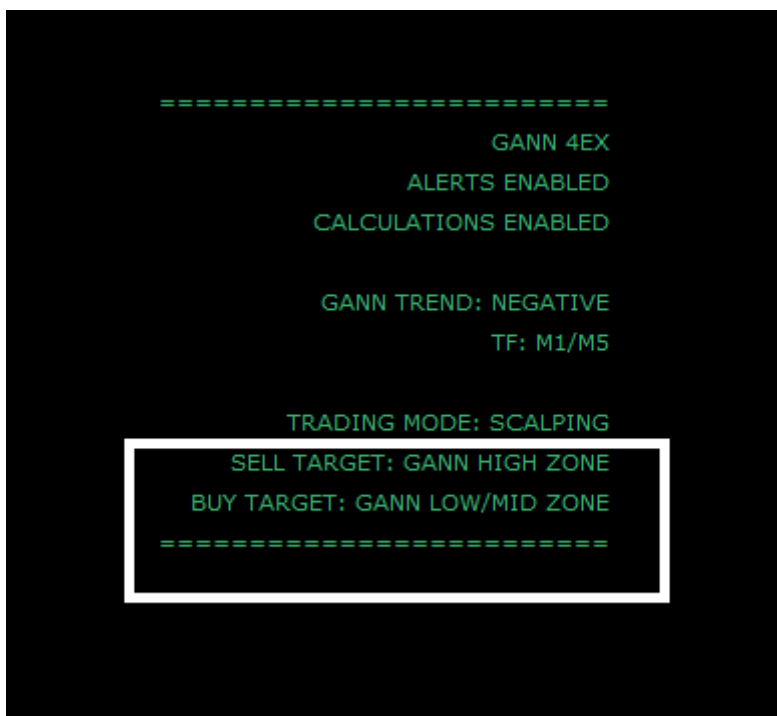 =========================
GANN 4EX
ALERTS ENABLED
CALCULATIONS ENABLED
GANN TREND: NEGATIVE
TF: M1/M5
TRADING MODE: SCALPING
SELL TARGET: GANN HIGH ZONE
BUY TARGET: GANN LOW/MID ZONE
=========================